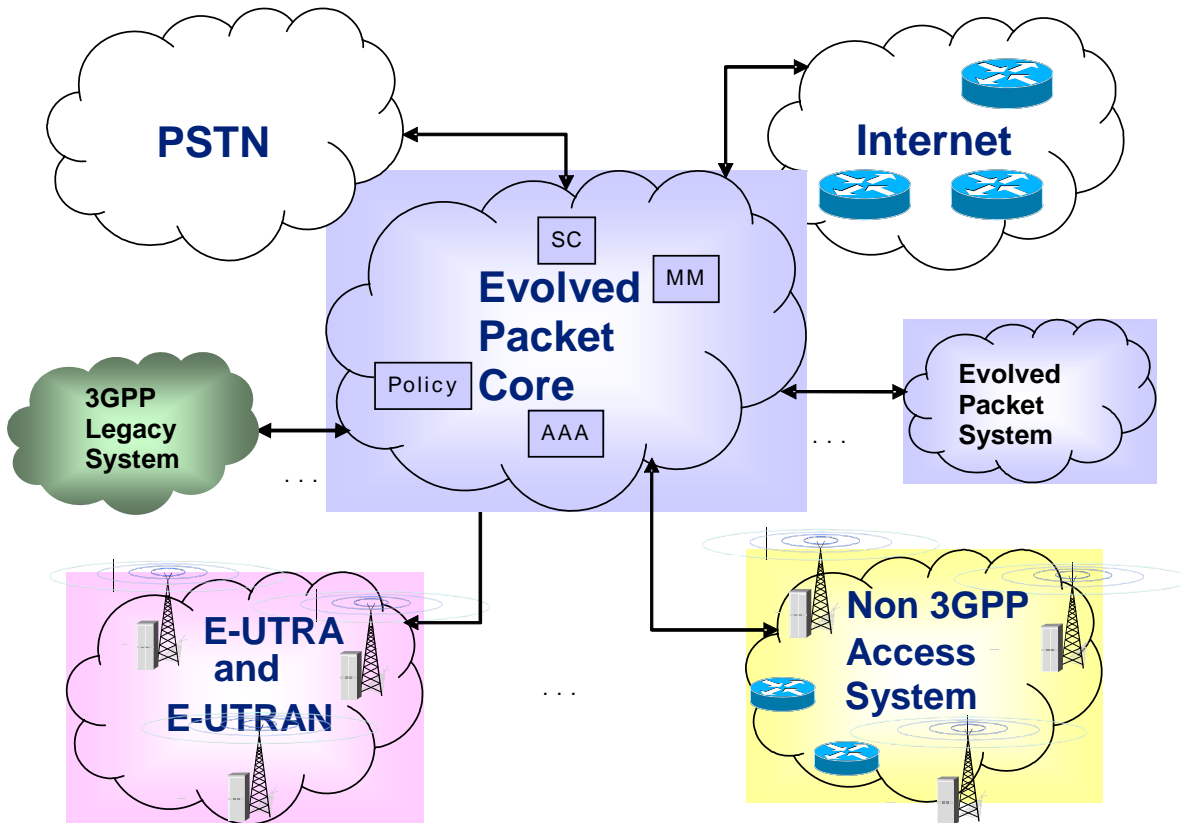 PSTN
Internet
SC
MM
Evolved
Packet
Core
Policy
AAA
3GPP
Legacy
System
Evolved
Packet
System
. . .
. . .
E-UTRA
and
E-UTRAN
. . .
Non 3GPP
Access
System